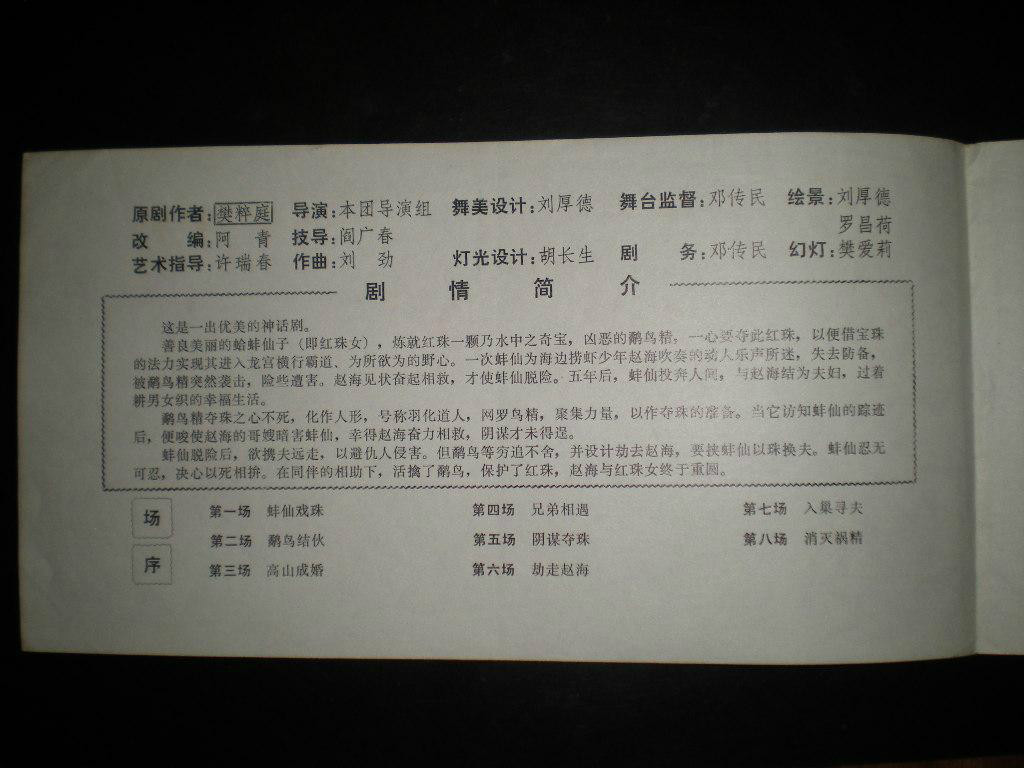 原剧作者：樊粹庭 导演：本团导演组 舞美设计：刘厚德 舞台监督：邓传民 绘景：刘厚德
罗昌荷
改 编：阿 青 技导：阎广春
艺术指导：许瑞春 作曲：刘 劲 灯光设计：胡长生 剧 务：邓传民 幻灯：樊爱莉
剧 情 简 介
这是一出优美的神话剧。
善良美丽的蛤蚌仙子（即红珠女），炼就红珠一颗乃水中之奇宝，凶恶的鹬鸟精，一心要夺此红珠，以便借宝珠
的法力实现其进入龙宫横行霸道、为所欲为的野心。一次蚌仙为海边捞虾少年赵海吹奏的动人乐声所迷，失去防备，
被鹬鸟精突然袭击，险些遭害。赵海见状奋起相救，才使蚌仙脱险。五年后，蚌仙投奔人间，与赵海结为夫妇，过着
耕男女织的幸福生活。
鹬鸟精夺珠之心不死，化作人形，号称羽化道人，网罗鸟精，聚集力量，以作夺珠的准备。当它访知蚌仙的踪迹
后，便唆使赵海的哥嫂暗害蚌仙，幸得赵海奋力相救，阴谋才未得逞。
蚌仙脱险后，欲携夫远走，以避仇人侵害。但鹬鸟等穷追不舍，并设计劫去赵海，要挟蚌仙以珠换夫。蚌仙忍无
可忍，决心以死相拚。在同伴的相助下，活擒了鹬鸟，保护了红珠，赵海与红珠女终于重圆。
场 序
第一场 蚌仙戏珠
第二场 鹬鸟结伙
第三场 高山成婚
第四场 兄弟相遇
第五场 阴谋夺珠
第六场 劫走赵海
第七场 入巢寻夫
第八场 消灭祸精